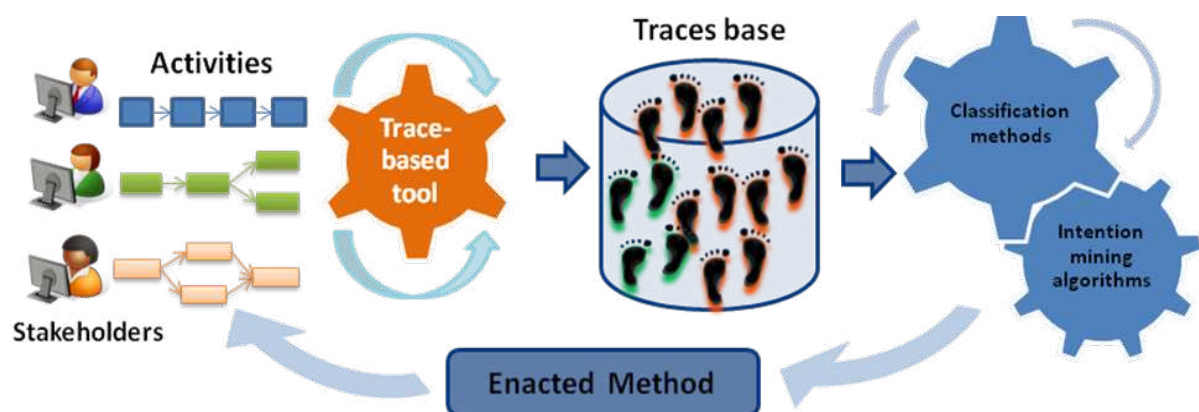 Activities
Stakeholders
Trace-
based
tool
Traces base
Classification
methods
Intention
mining
algorithms
Enacted Method